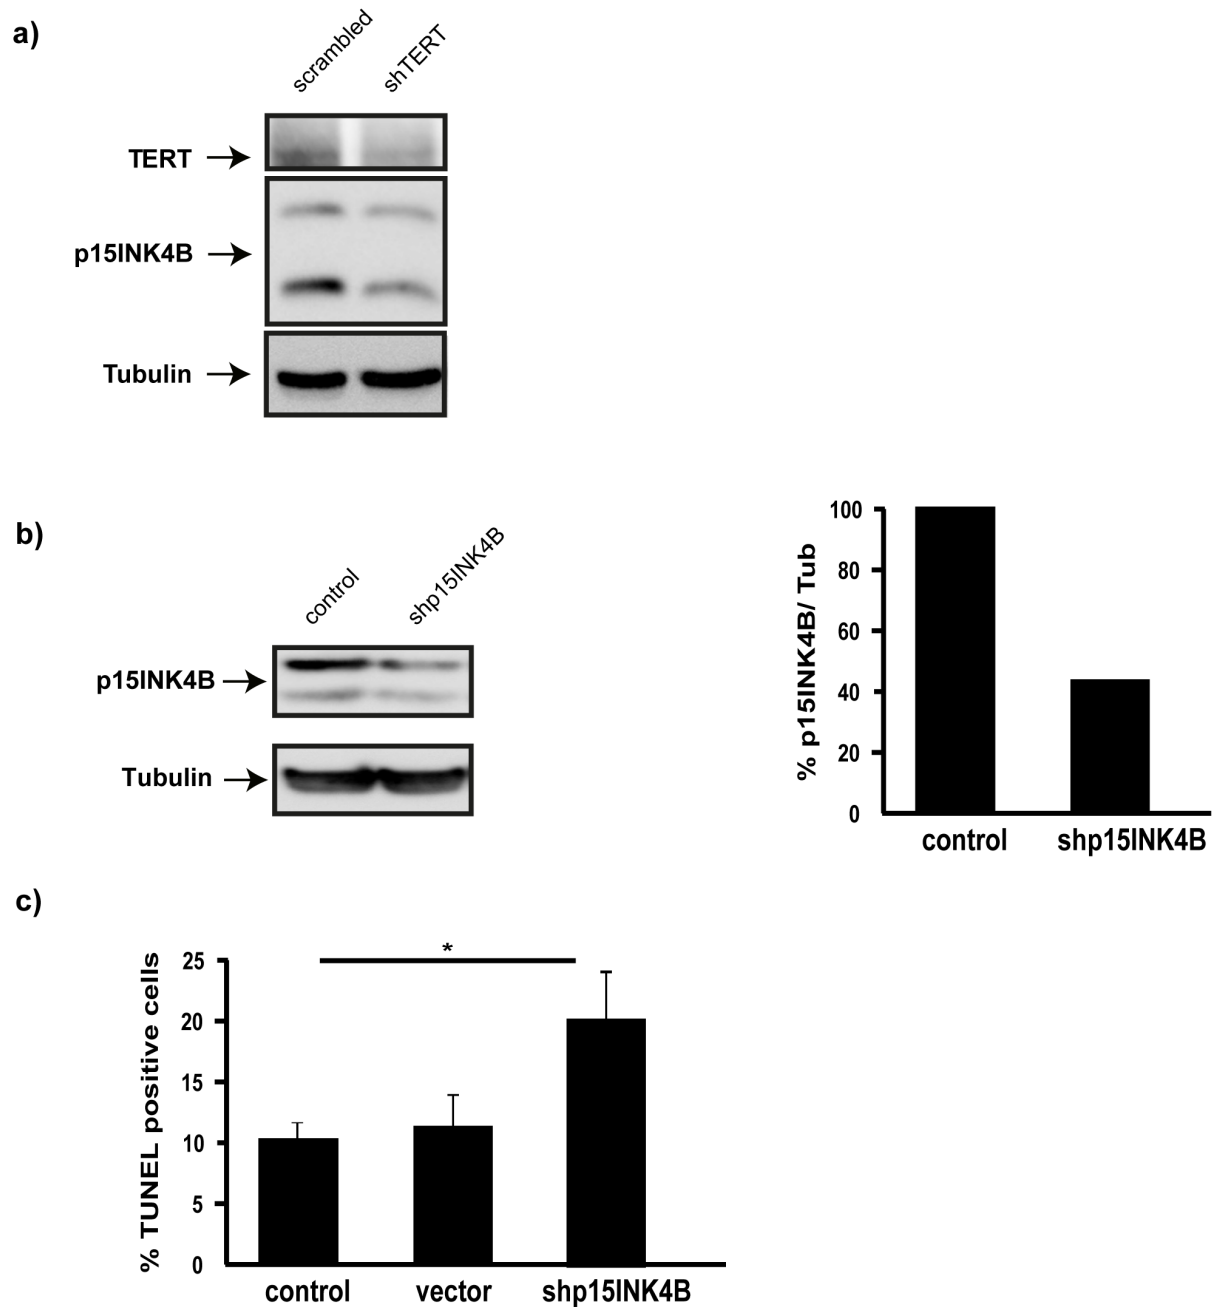 a)
scrambled
shTERT
TERT
p15INK4B
Tubulin
b)
control
shp15INK4B
p15INK4B
Tubulin
% p15INK4B/ Tub
100
80
60
40
20
0
control
shp15INK4B
c)
*
% TUNEL positive cells
25
20
15
10
5
0
control
vector
shp15INK4B